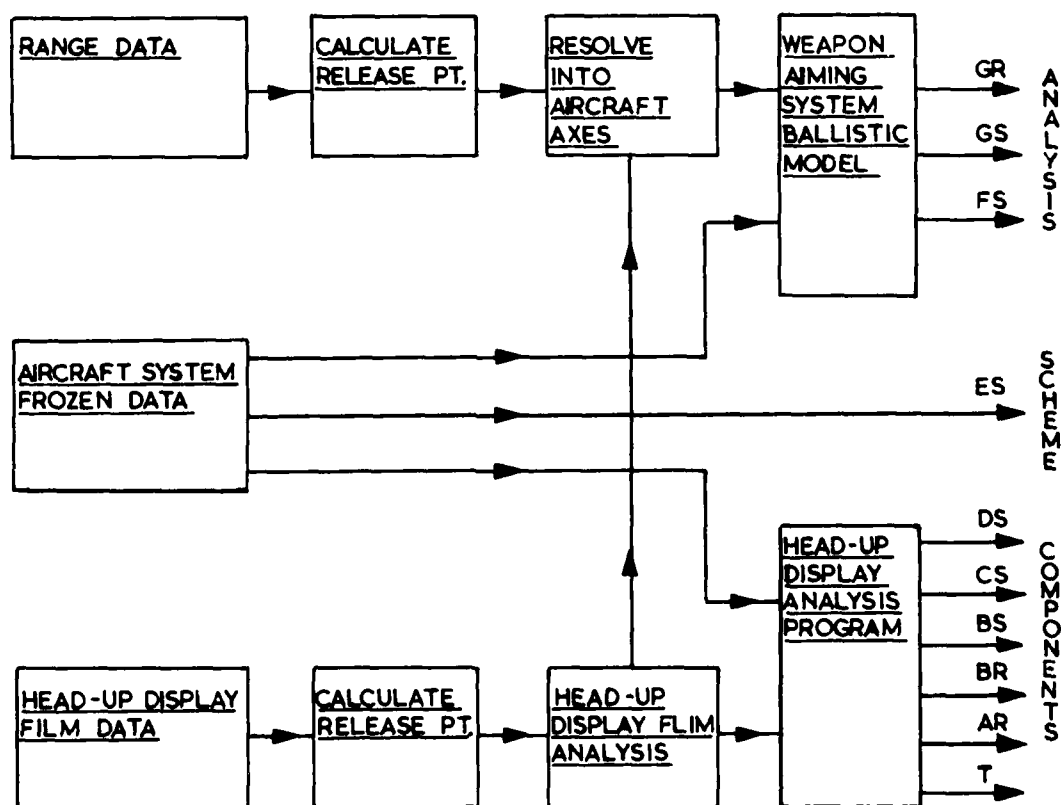 RANGE DATA
CALCULATE
RELEASE PT.
RESOLVE
INTO
AIRCRAFT
AXES
WEAPON
AIMING
SYSTEM
BALLISTIC
MODEL
GR
GS
FS
ANALYSIS
AIRCRAFT SYSTEM
FROZEN DATA
ES
SCHEME
HEAD-UP DISPLAY
FILM DATA
CALCULATE
RELEASE PT.
HEAD-UP
DISPLAY FLIM
ANALYSIS
HEAD-UP
DISPLAY
ANALYSIS
PROGRAM
DS
CS
BS
BR
AR
T
COMPONENTS